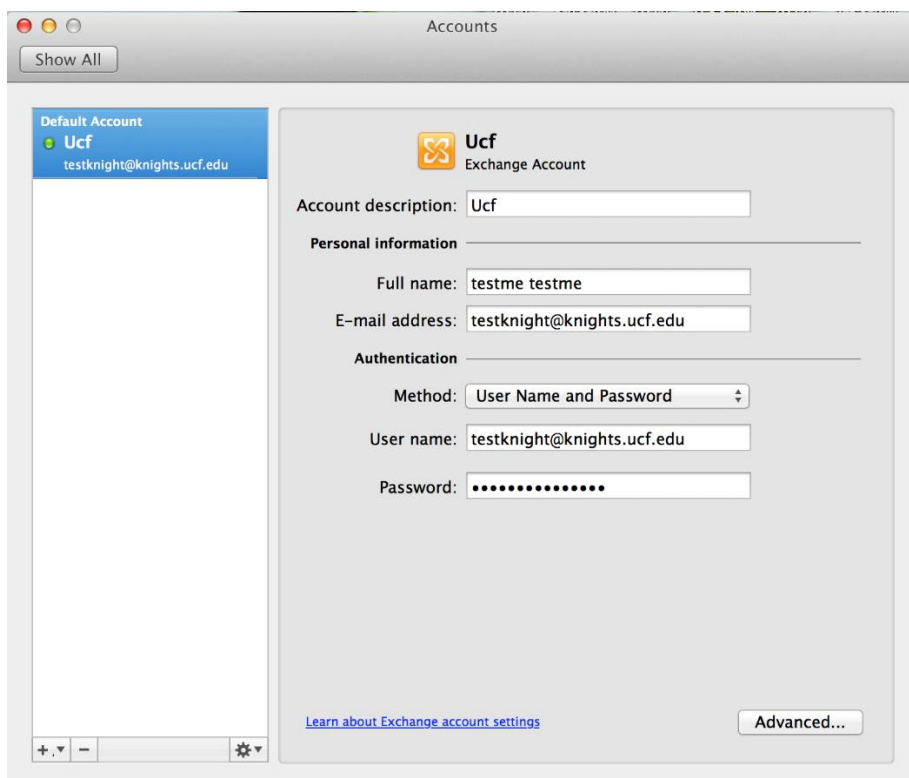 Accounts
Show All
Default Account
Ucf
testknight@knights.ucf.edu
Ucf
Exchange Account
Account description: Ucf
Personal information
Full name: testme testme
E-mail address: testknight@knights.ucf.edu
Authentication
Method: User Name and Password
User name: testknight@knights.ucf.edu
Password: •••••••••••••••
Learn about Exchange account settings
Advanced...